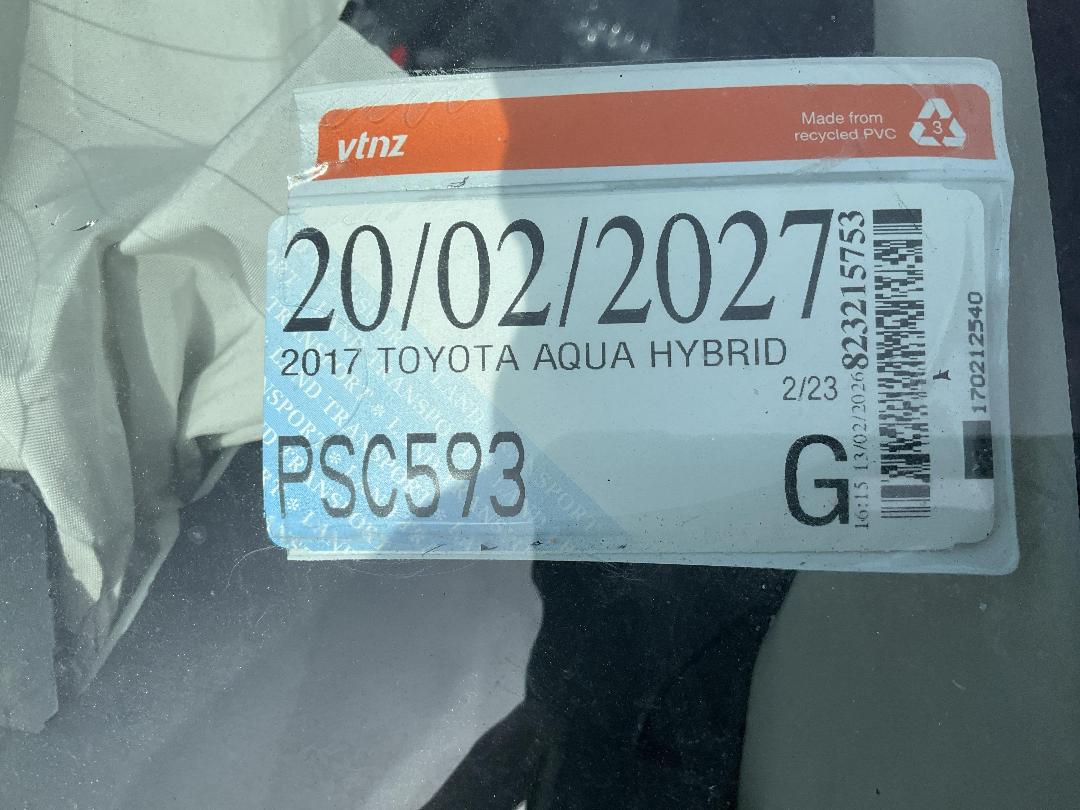 vtnz
Made from
recycled PVC
3
20/02/2027
2017 TOYOTA AQUA HYBRID
2/23
PSC593
G
16:15 13/02/2026 823215753
170212540